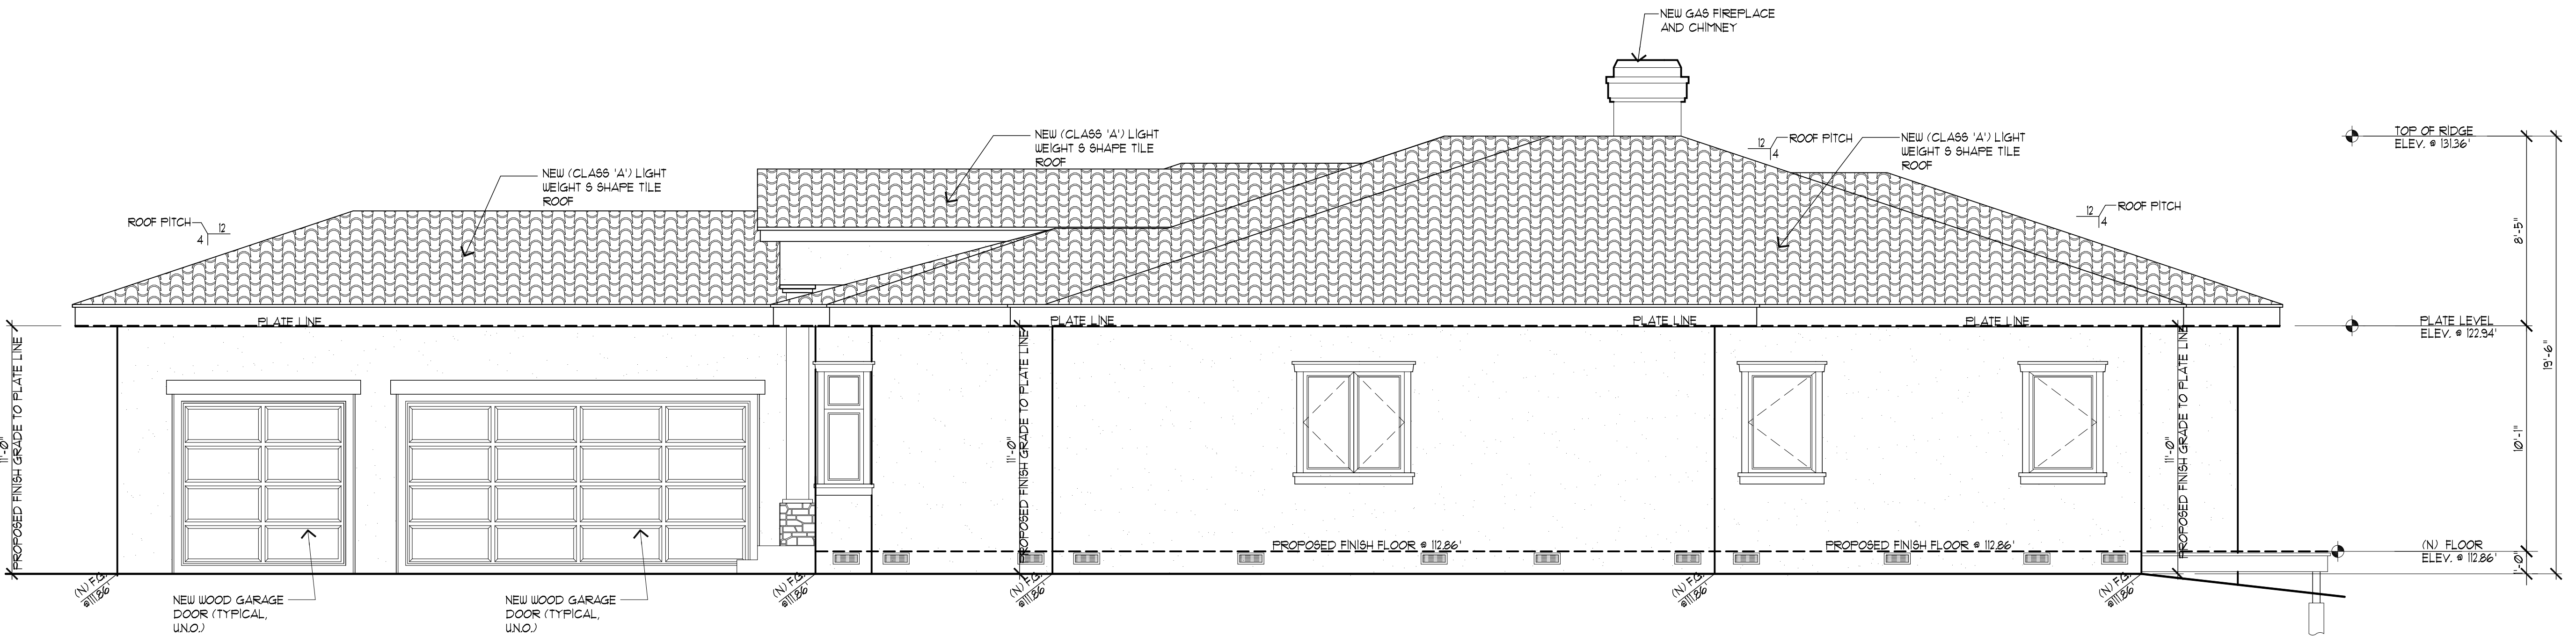 NEW GAS FIREPLACE
AND CHIMNEY
NEW (CLASS 'A') LIGHT
WEIGHT S SHAPE TILE
ROOF
12
4
ROOF PITCH
NEW (CLASS 'A') LIGHT
WEIGHT S SHAPE TILE
ROOF
TOP OF RIDGE
ELEV. @ 131.36'
NEW (CLASS 'A') LIGHT
WEIGHT S SHAPE TILE
ROOF
ROOF PITCH
12
4
12
4
ROOF PITCH
8'-5"
PLATE LINE
PLATE LINE
PLATE LINE
PLATE LINE
PLATE LEVEL
ELEV. @ 122.94'
19'-6"
11'-0"
PROPOSED FINISH GRADE TO PLATE LINE
11'-0"
PROPOSED FINISH GRADE TO PLATE LINE
11'-0"
PROPOSED FINISH GRADE TO PLATE LINE
10'-1"
PROPOSED FINISH FLOOR @ 112.86'
PROPOSED FINISH FLOOR @ 112.86'
(N) FLOOR
ELEV. @ 112.86'
1'-0"
(N) F.G.
@111.86'
(N) F.G.
@111.86'
(N) F.G.
@111.86'
(N) F.G.
@111.86'
(N) F.G.
@111.86'
NEW WOOD GARAGE
DOOR (TYPICAL,
U.N.O.)
NEW WOOD GARAGE
DOOR (TYPICAL,
U.N.O.)